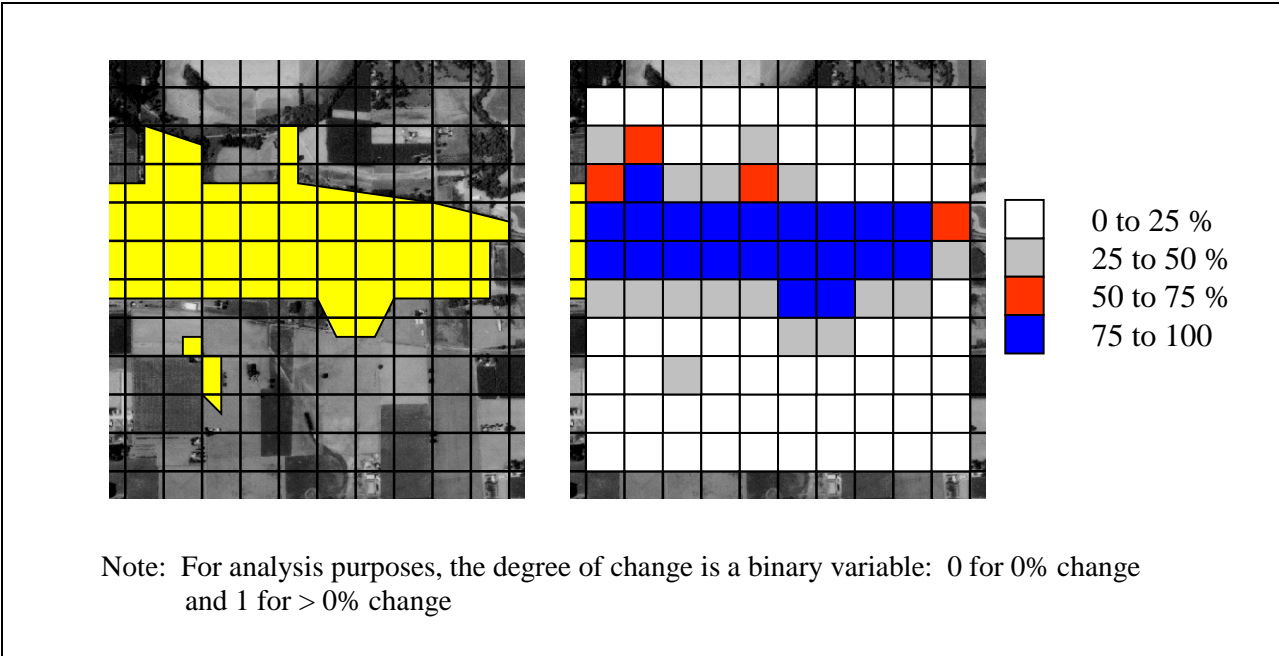 0 to 25 %
25 to 50 %
50 to 75 %
75 to 100
Note: For analysis purposes, the degree of change is a binary variable: 0 for 0% change
and 1 for > 0% change